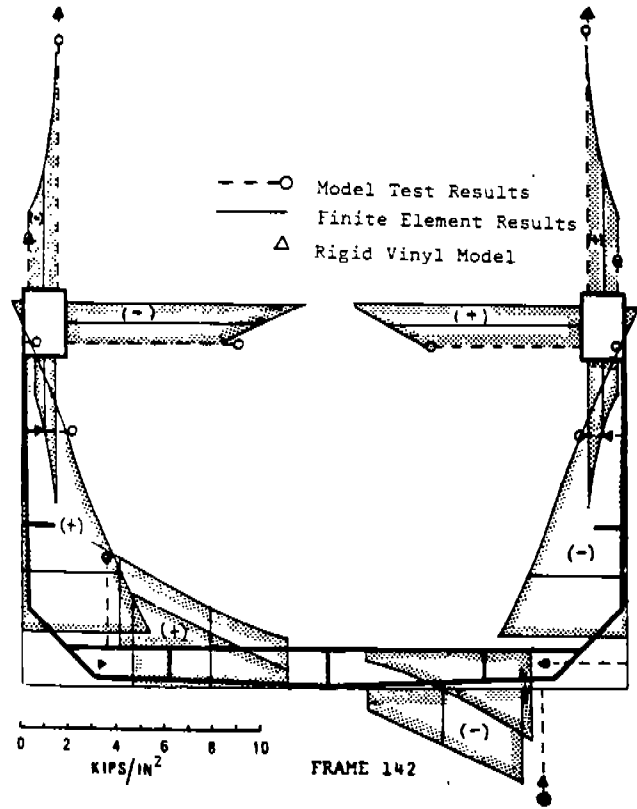 Model Test Results
Finite Element Results
Rigid Vinyl Model
(-)
(+)
(+)
(-)
(+)
(-)
0 2 4 6 8 10
KIPS/IN²
FRAME 142